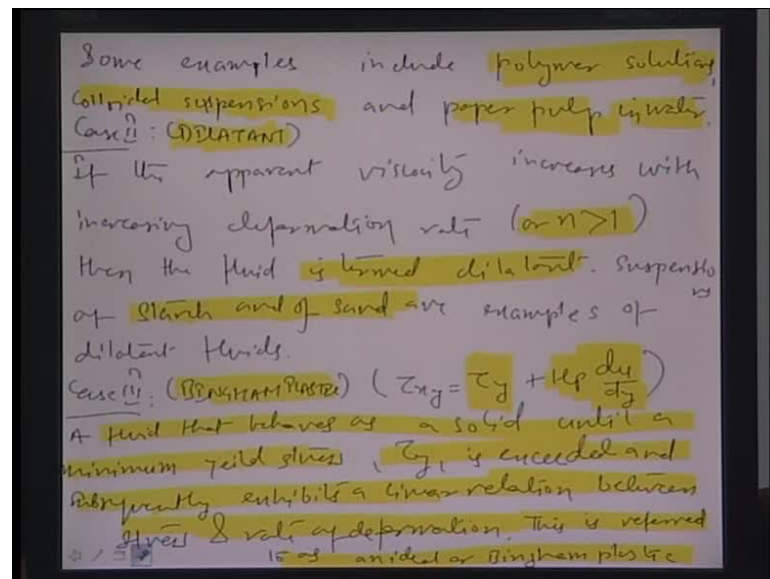 Some examples include polymer solutions,
colloidal suspensions and paper pulp in water.
Case II: (DILATANT)
If the apparent viscosity increases with
increasing deformation rate (or n>1)
then the fluid is termed dilatant. Suspensions
of starch and of sand are examples of
dilatant fluids.
Case III: (BINGHAM PLASTIC) (τxy = τy + μp du/dy)
A fluid that behaves as a solid until a
minimum yeild stress, τy, is exceeded and
subsequently exhibits a linear relation between
stress & rate of deformation. This is referred
to as an ideal or Bingham plastic